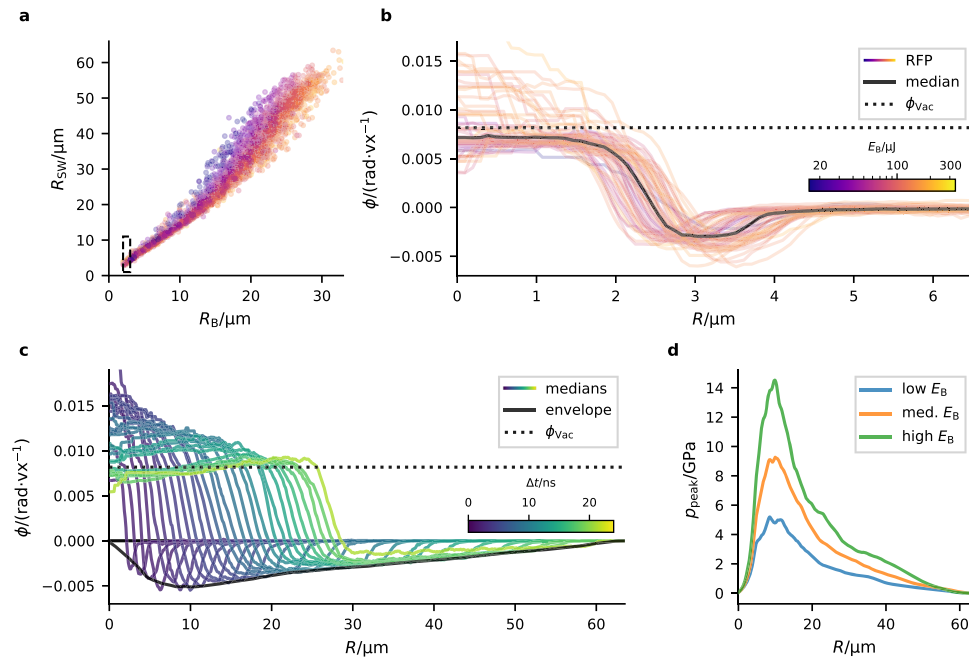 a
60
50
40
30
20
10
0
R_SW/µm
0 10 20 30
R_B/µm
b
0.015
0.010
0.005
0.000
−0.005
ϕ/(rad·vx⁻¹)
RFP
median
ϕ_Vac
E_B/µJ
20 100 300
0 1 2 3 4 5 6
R/µm
c
0.015
0.010
0.005
0.000
−0.005
ϕ/(rad·vx⁻¹)
medians
envelope
ϕ_Vac
Δt/ns
0 10 20
0 10 20 30 40 50 60
R/µm
d
14
12
10
8
6
4
2
0
p_peak/GPa
low E_B
med. E_B
high E_B
0 20 40 60
R/µm